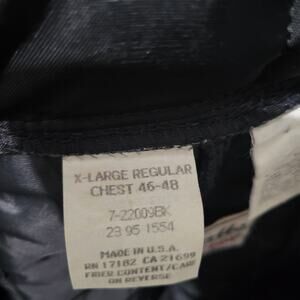 X-LARGE REGULAR
CHEST 46-48
7-22009BK
23 95 1554
MADE IN U.S.A.
RN 17182 CA 21699
FIBER CONTENT/CARE
ON REVERSE